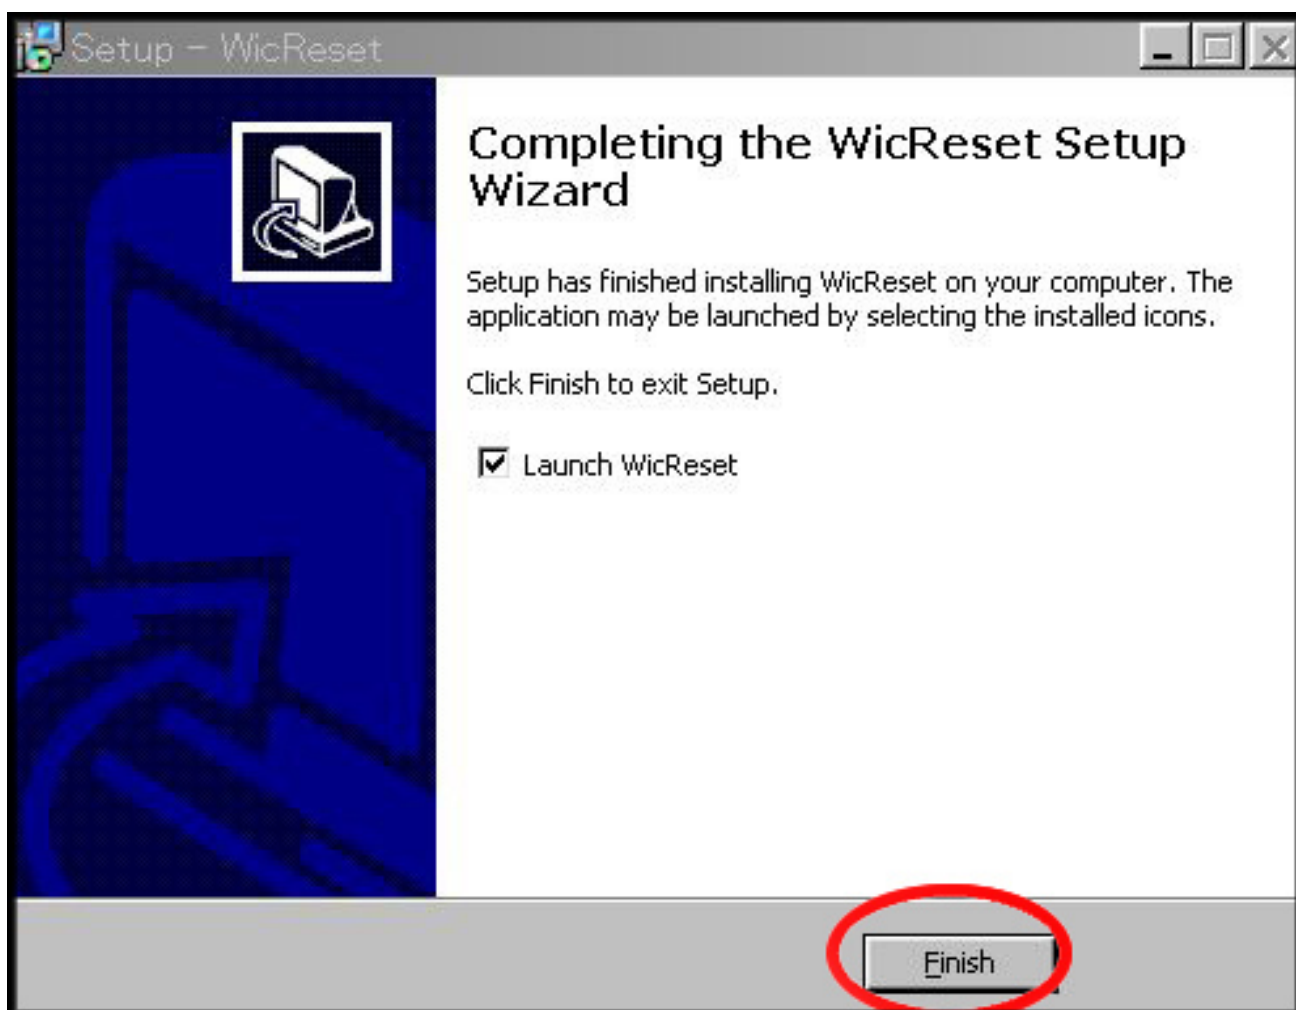 Setup - WicReset
Completing the WicReset Setup
Wizard
Setup has finished installing WicReset on your computer. The
application may be launched by selecting the installed icons.
Click Finish to exit Setup.
Launch WicReset
Finish